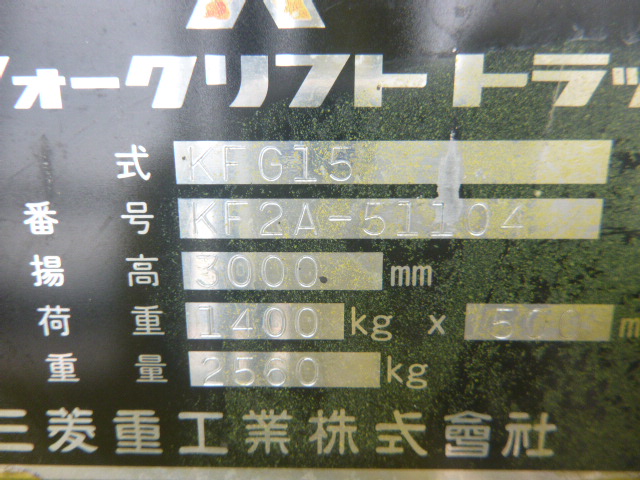 フォークリフトトラッ
式 KFG15
番号 KF2A-51104
揚高 3000 mm
荷重 1400 kg x 500 m
重量 2560 kg
三菱重工業株式會社